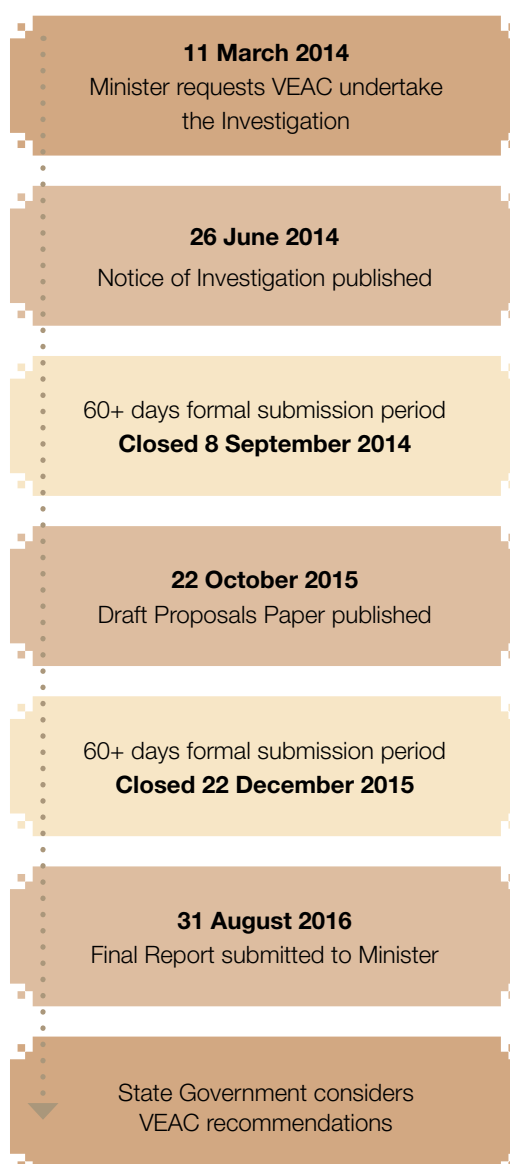 11 March 2014
Minister requests VEAC undertake
the Investigation
26 June 2014
Notice of Investigation published
60+ days formal submission period
Closed 8 September 2014
22 October 2015
Draft Proposals Paper published
60+ days formal submission period
Closed 22 December 2015
31 August 2016
Final Report submitted to Minister
State Government considers
VEAC recommendations